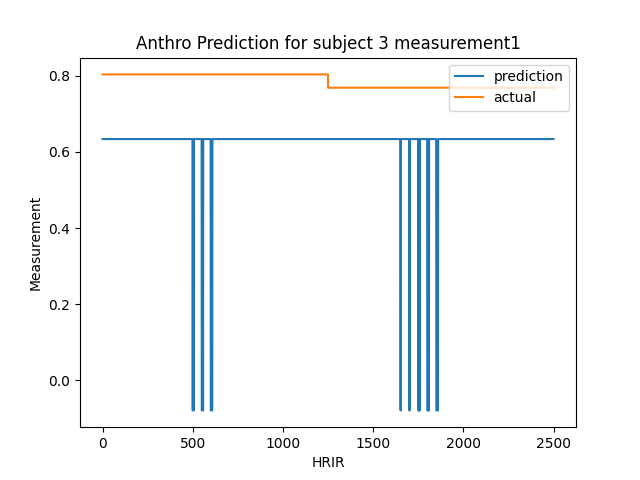 Anthro Prediction for subject 3 measurement1
prediction
actual
0.8
0.6
0.4
0.2
0.0
Measurement
0
500
1000
1500
2000
2500
HRIR